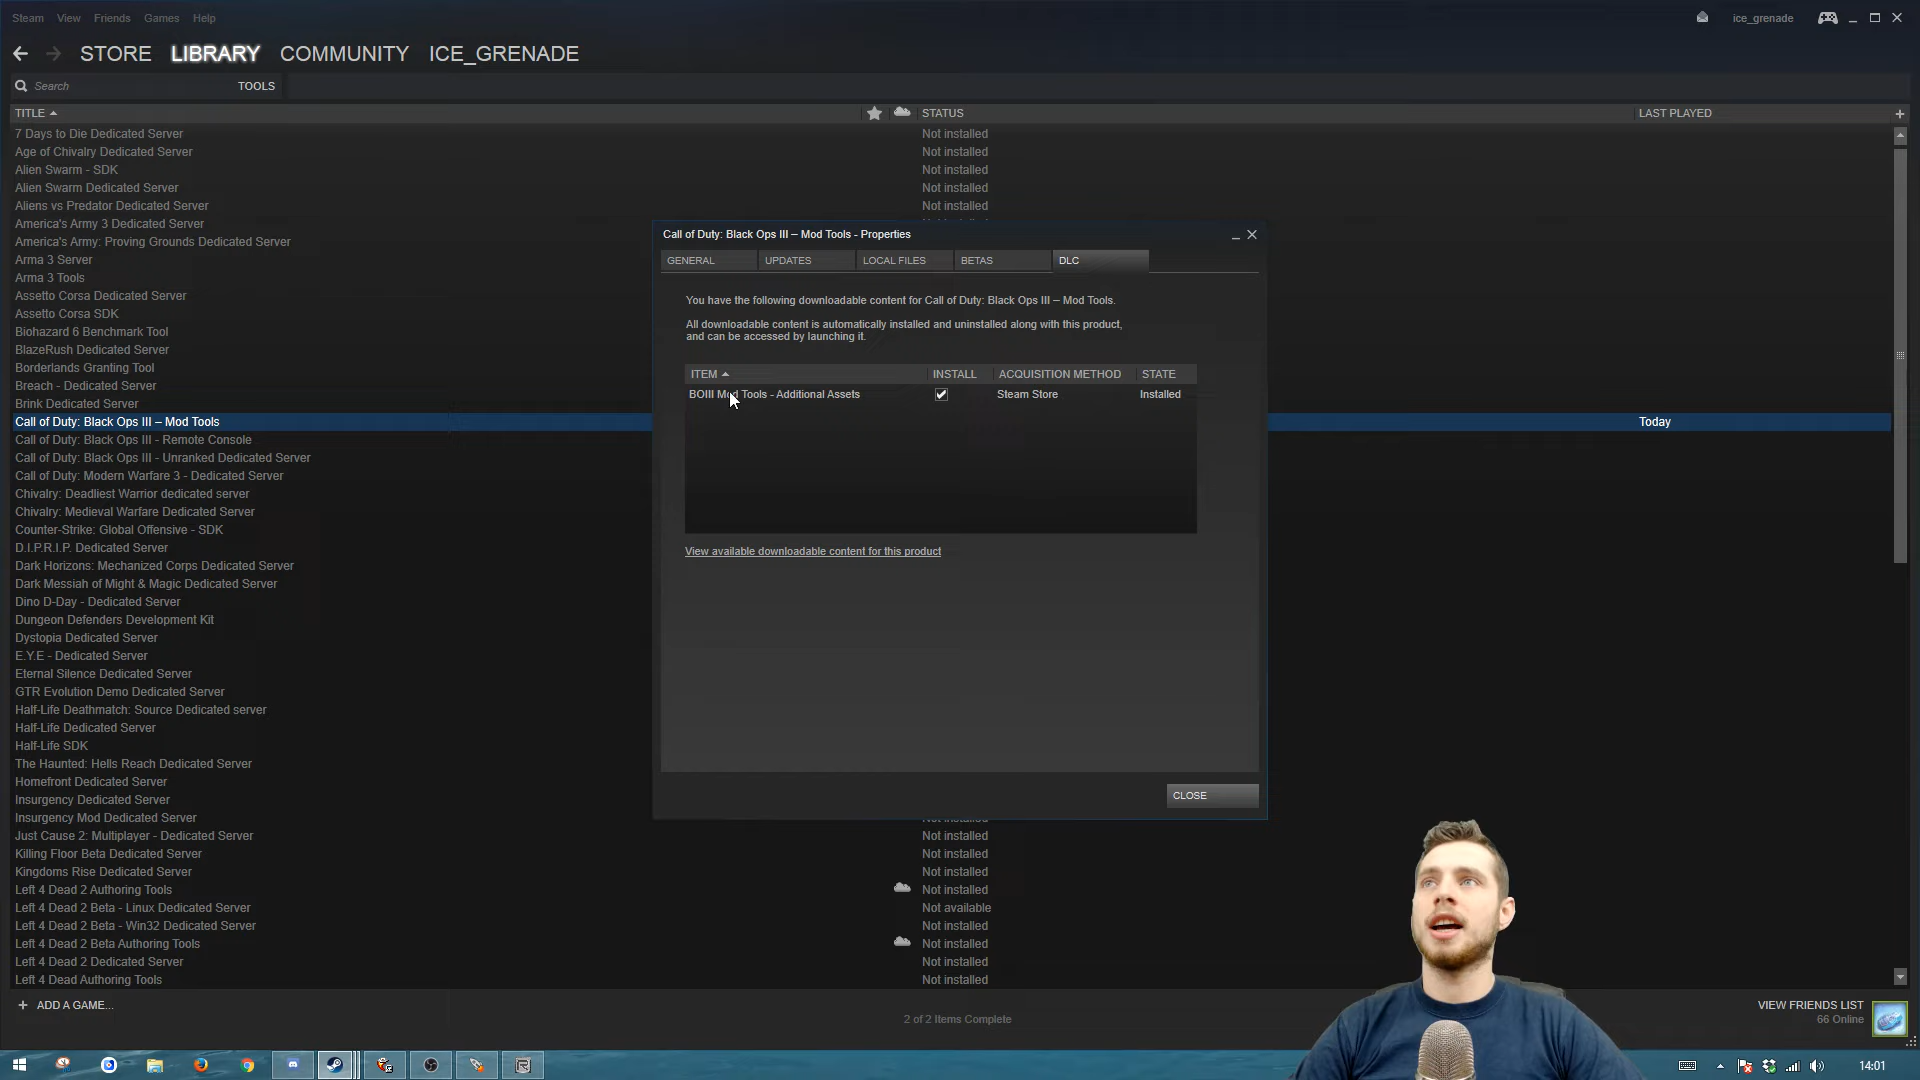 Steam View Friends Games Help
ice_grenade
STORE LIBRARY COMMUNITY ICE_GRENADE
Search TOOLS
TITLE STATUS LAST PLAYED
7 Days to Die Dedicated Server Not installed
Age of Chivalry Dedicated Server Not installed
Alien Swarm - SDK Not installed
Alien Swarm Dedicated Server Not installed
Aliens vs Predator Dedicated Server Not installed
America's Army 3 Dedicated Server
America's Army: Proving Grounds Dedicated Server
Arma 3 Server
Arma 3 Tools
Assetto Corsa Dedicated Server
Assetto Corsa SDK
Biohazard 6 Benchmark Tool
BlazeRush Dedicated Server
Borderlands Granting Tool
Breach - Dedicated Server
Brink Dedicated Server
Call of Duty: Black Ops III – Mod Tools Today
Call of Duty: Black Ops III - Remote Console
Call of Duty: Black Ops III - Unranked Dedicated Server
Call of Duty: Modern Warfare 3 - Dedicated Server
Chivalry: Deadliest Warrior dedicated server
Chivalry: Medieval Warfare Dedicated Server
Counter-Strike: Global Offensive - SDK
D.I.P.R.I.P. Dedicated Server
Dark Horizons: Mechanized Corps Dedicated Server
Dark Messiah of Might & Magic Dedicated Server
Dino D-Day - Dedicated Server
Dungeon Defenders Development Kit
Dystopia Dedicated Server
E.Y.E - Dedicated Server
Eternal Silence Dedicated Server
GTR Evolution Demo Dedicated Server
Half-Life Deathmatch: Source Dedicated server
Half-Life Dedicated Server
Half-Life SDK
The Haunted: Hells Reach Dedicated Server
Homefront Dedicated Server
Insurgency Dedicated Server
Insurgency Mod Dedicated Server Not installed
Just Cause 2: Multiplayer - Dedicated Server Not installed
Killing Floor Beta Dedicated Server Not installed
Kingdoms Rise Dedicated Server Not installed
Left 4 Dead 2 Authoring Tools Not installed
Left 4 Dead 2 Beta - Linux Dedicated Server Not available
Left 4 Dead 2 Beta - Win32 Dedicated Server Not installed
Left 4 Dead 2 Beta Authoring Tools Not installed
Left 4 Dead 2 Dedicated Server Not installed
Left 4 Dead Authoring Tools Not installed
Call of Duty: Black Ops III – Mod Tools - Properties
GENERAL UPDATES LOCAL FILES BETAS DLC
You have the following downloadable content for Call of Duty: Black Ops III – Mod Tools.
All downloadable content is automatically installed and uninstalled along with this product,
and can be accessed by launching it.
ITEM INSTALL ACQUISITION METHOD STATE
BOIII Mod Tools - Additional Assets Steam Store Installed
View available downloadable content for this product
CLOSE
+ ADD A GAME...
2 of 2 Items Complete
VIEW FRIENDS LIST
66 Online
14:01